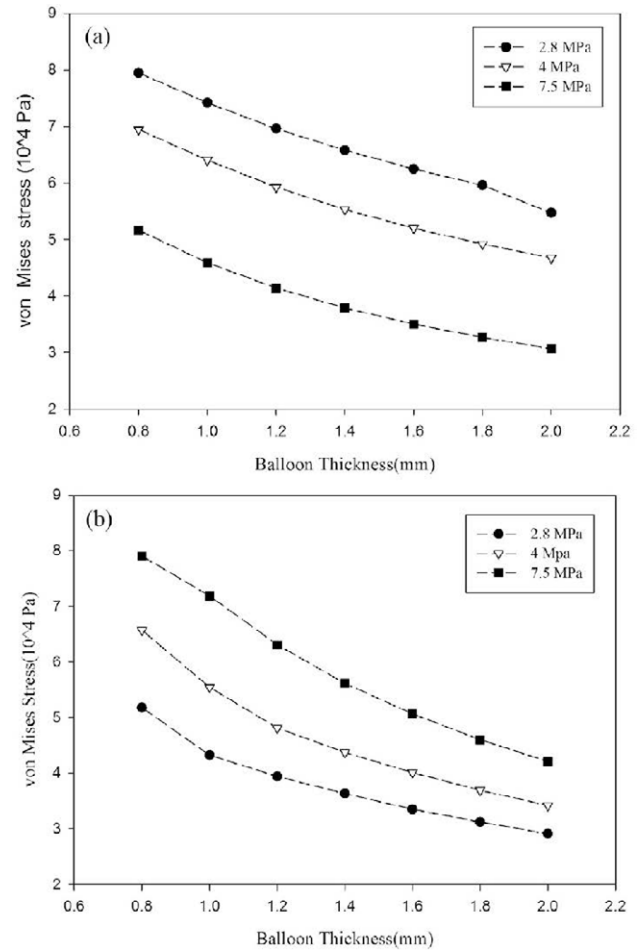 (a)
2.8 MPa
4 MPa
7.5 MPa
von Mises stress (10^4 Pa)
9
8
7
6
5
4
3
2
0.6 0.8 1.0 1.2 1.4 1.6 1.8 2.0 2.2
Balloon Thickness(mm)
(b)
2.8 MPa
4 Mpa
7.5 MPa
von Mises Stress(10^4 Pa)
9
8
7
6
5
4
3
2
0.6 0.8 1.0 1.2 1.4 1.6 1.8 2.0 2.2
Balloon Thickness(mm)